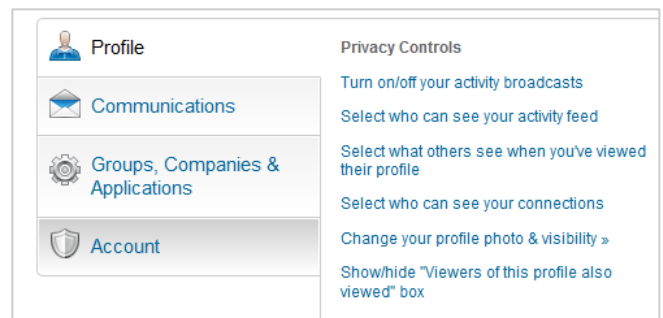 Profile
Communications
Groups, Companies &
Applications
Account
Privacy Controls
Turn on/off your activity broadcasts
Select who can see your activity feed
Select what others see when you've viewed
their profile
Select who can see your connections
Change your profile photo & visibility »
Show/hide "Viewers of this profile also
viewed" box